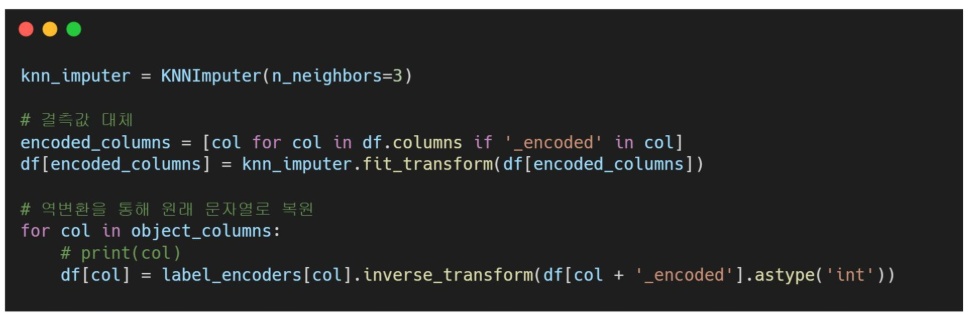 knn_imputer = KNNImputer(n_neighbors=3)
# 결측값 대체
encoded_columns = [col for col in df.columns if '_encoded' in col]
df[encoded_columns] = knn_imputer.fit_transform(df[encoded_columns])
# 역변환을 통해 원래 문자열로 복원
for col in object_columns:
    # print(col)
    df[col] = label_encoders[col].inverse_transform(df[col + '_encoded'].astype('int'))